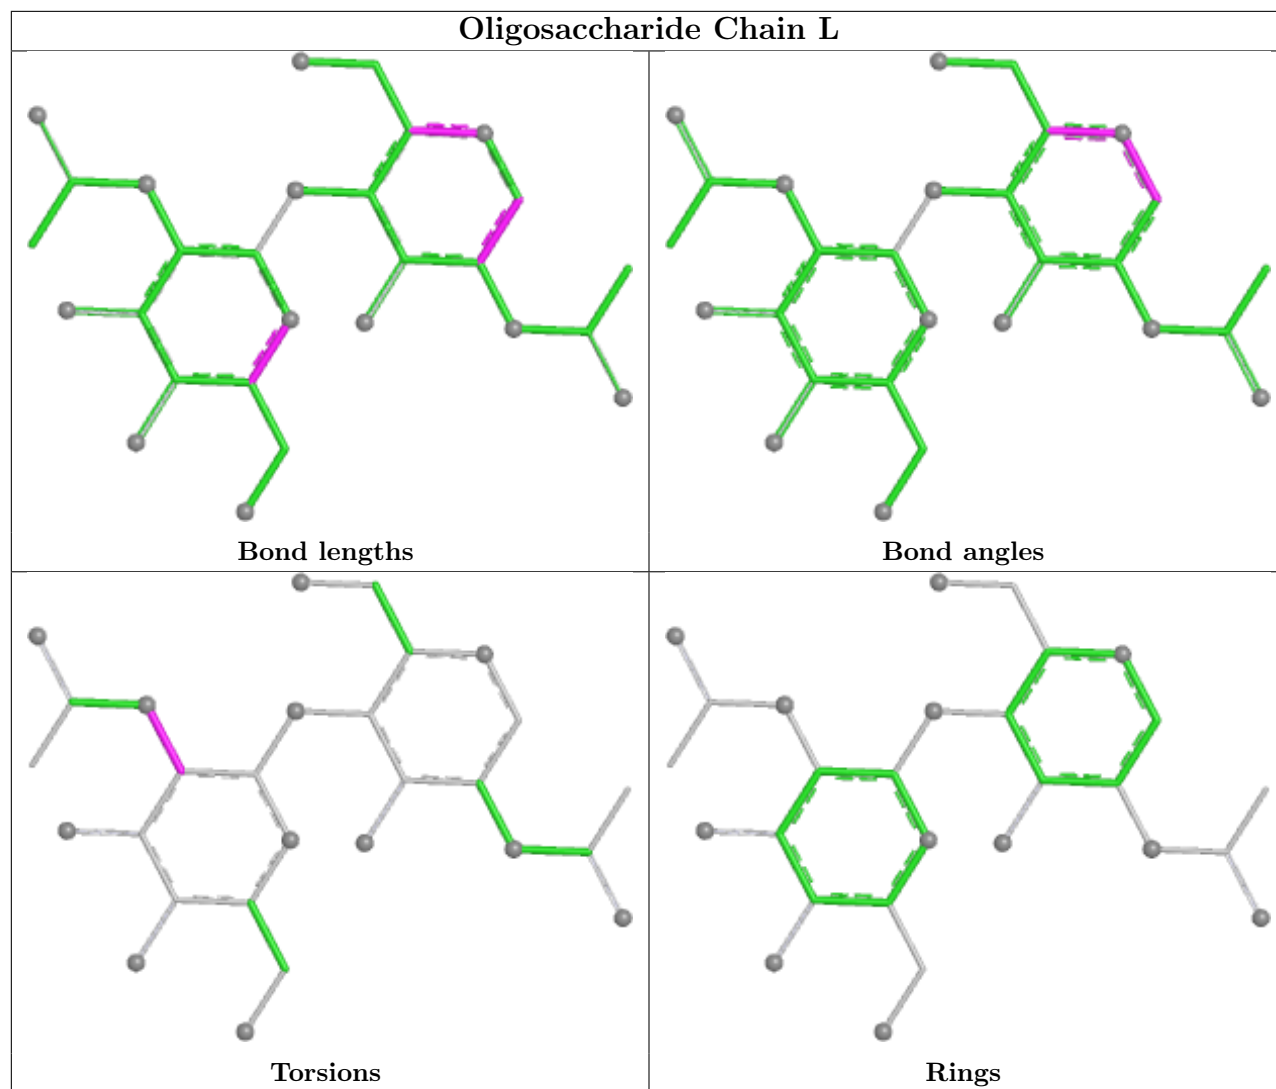 Oligosaccharide Chain L
Bond lengths
Bond angles
Torsions
Rings